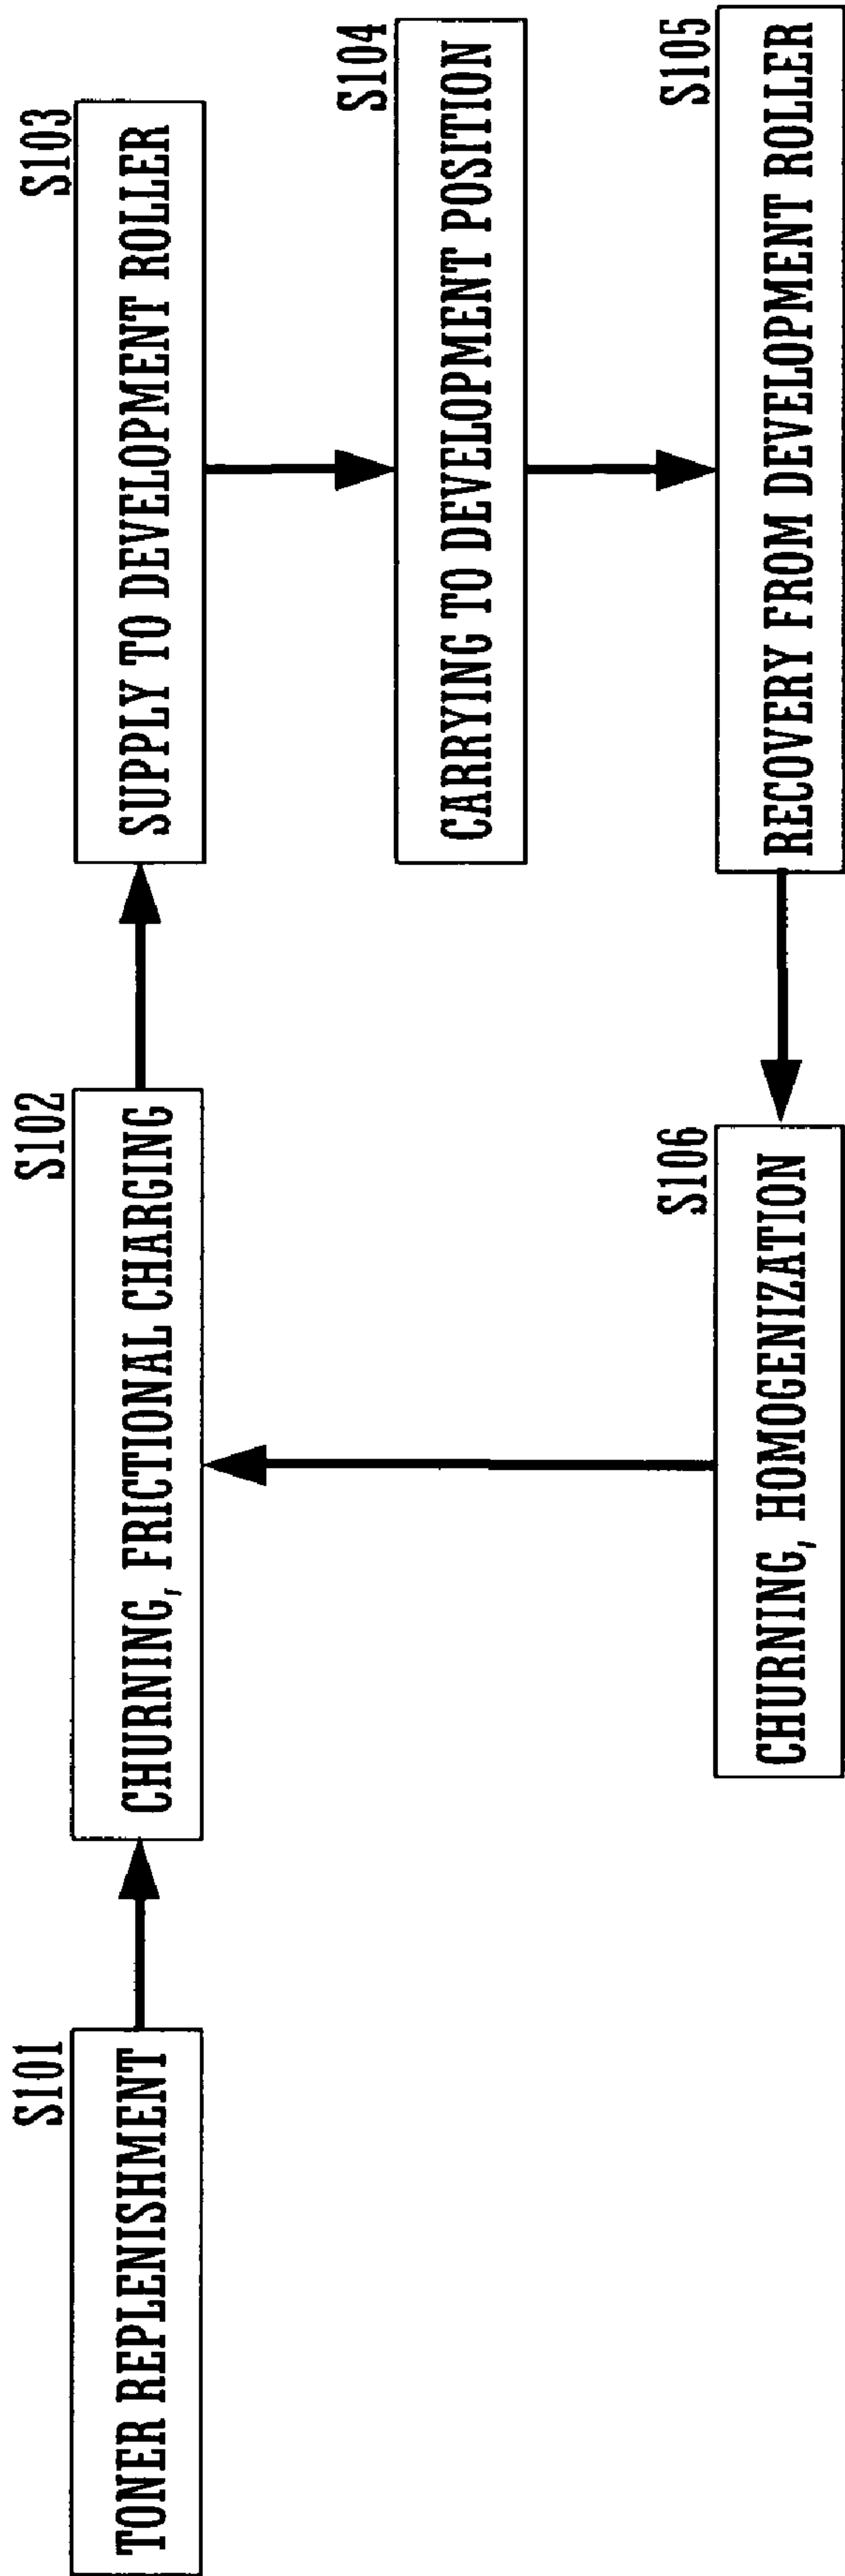 S101
TONER REPLENISHMENT
S102
CHURNING, FRICTIONAL CHARGING
S103
SUPPLY TO DEVELOPMENT ROLLER
S104
CARRYING TO DEVELOPMENT POSITION
S105
RECOVERY FROM DEVELOPMENT ROLLER
S106
CHURNING, HOMOGENIZATION